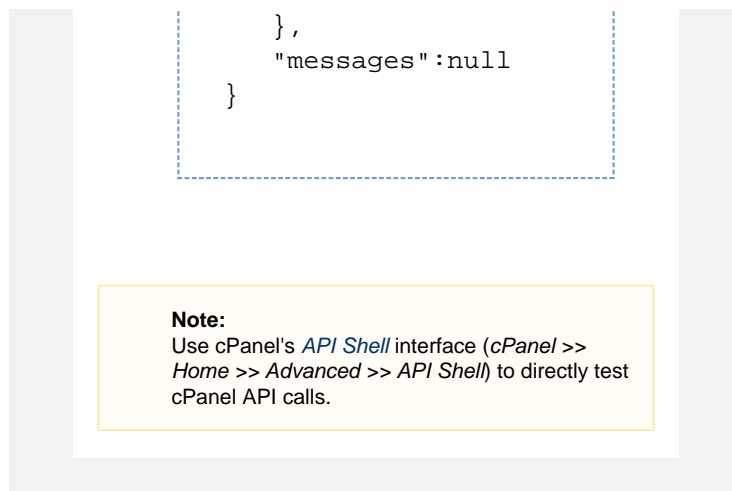 },
"messages":null
}
Note:
Use cPanel's API Shell interface (cPanel >>
Home >> Advanced >> API Shell) to directly test
cPanel API calls.